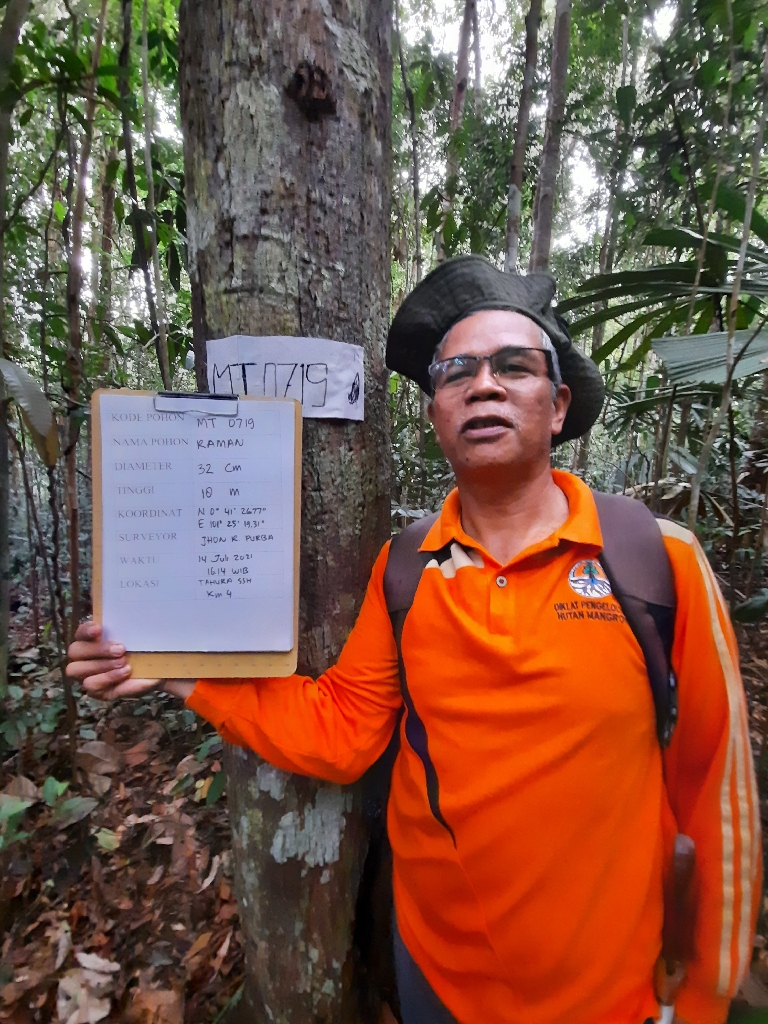 MT 0719
KODE POHON MT 0719
NAMA POHON RAMAN
DIAMETER 32 cm
TINGGI 18 m
KOORDINAT N 0° 41' 26.77"
E 101° 25' 19.31"
SURVEYOR JHON R. PURBA
WAKTU 14 Juli 2021
16.14 WIB
LOKASI TAHURA SSH
Km 4
DIKLAT PENGELO
HUTAN MANGRO